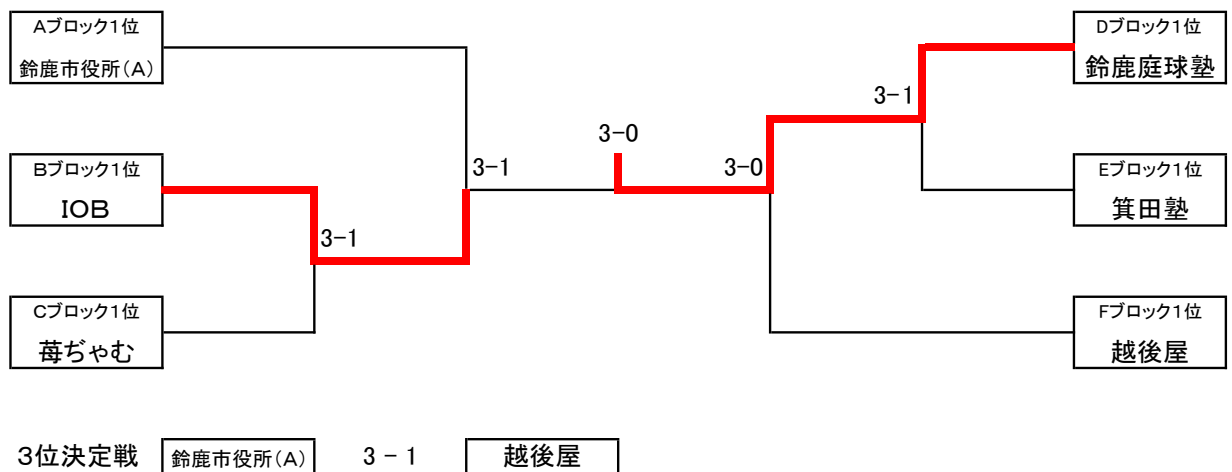 Aブロック1位
鈴鹿市役所(A)
Bブロック1位
IOB
Cブロック1位
苺ぢゃむ
3-1
3-1
3-0
3-0
3-1
Dブロック1位
鈴鹿庭球塾
Eブロック1位
箕田塾
Fブロック1位
越後屋
3位決定戦 鈴鹿市役所(A) 3 - 1 越後屋